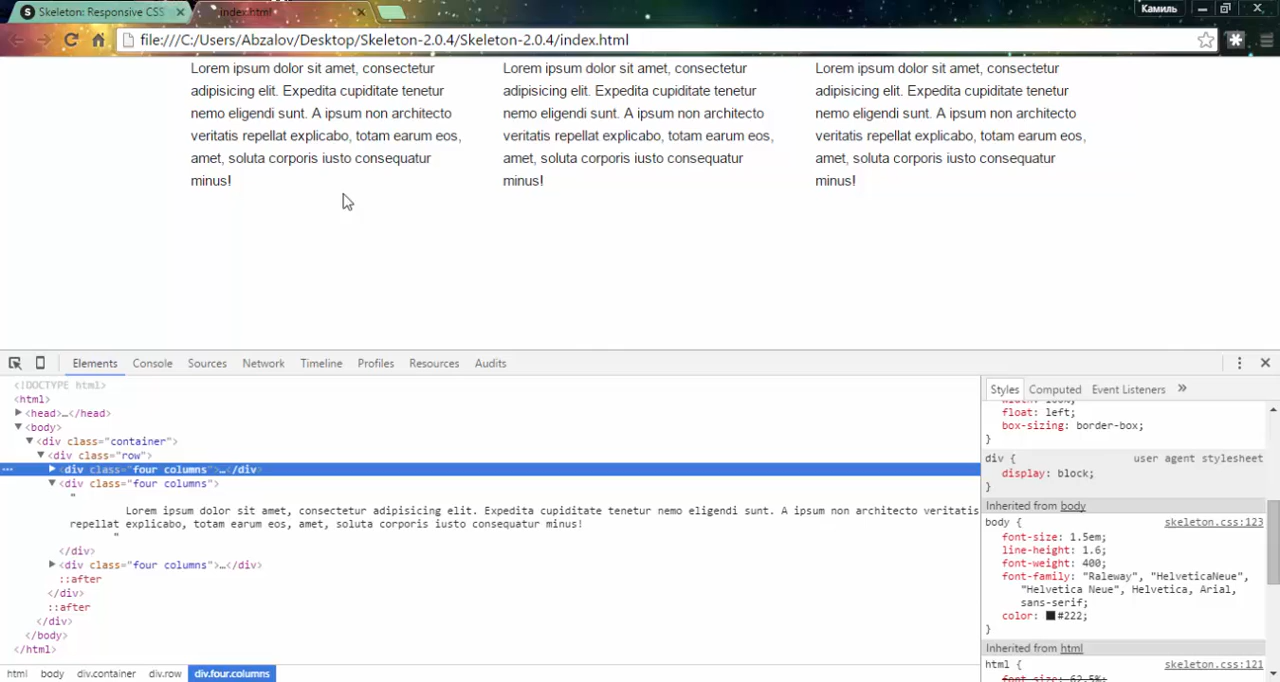 Skeleton: Responsive CSS
index.html
Камиль
file:///C:/Users/Abzalov/Desktop/Skeleton-2.0.4/Skeleton-2.0.4/index.html
Lorem ipsum dolor sit amet, consectetur
adipisicing elit. Expedita cupiditate tenetur
nemo eligendi sunt. A ipsum non architecto
veritatis repellat explicabo, totam earum eos,
amet, soluta corporis iusto consequatur
minus!
Lorem ipsum dolor sit amet, consectetur
adipisicing elit. Expedita cupiditate tenetur
nemo eligendi sunt. A ipsum non architecto
veritatis repellat explicabo, totam earum eos,
amet, soluta corporis iusto consequatur
minus!
Lorem ipsum dolor sit amet, consectetur
adipisicing elit. Expedita cupiditate tenetur
nemo eligendi sunt. A ipsum non architecto
veritatis repellat explicabo, totam earum eos,
amet, soluta corporis iusto consequatur
minus!
Elements Console Sources Network Timeline Profiles Resources Audits
<!DOCTYPE html>
<html>
<head>…</head>
<body>
<div class="container">
<div class="row">
<div class="four columns">…</div>
<div class="four columns">
"
Lorem ipsum dolor sit amet, consectetur adipisicing elit. Expedita cupiditate tenetur nemo eligendi sunt. A ipsum non architecto veritatis
repellat explicabo, totam earum eos, amet, soluta corporis iusto consequatur minus!
"
</div>
<div class="four columns">…</div>
::after
</div>
::after
</div>
</body>
</html>
html body div.container div.row div.four.columns
Styles Computed Event Listeners »
width: 100%;
float: left;
box-sizing: border-box;
}
div { user agent stylesheet
display: block;
}
Inherited from body
body { skeleton.css:123
font-size: 1.5em;
line-height: 1.6;
font-weight: 400;
font-family: "Raleway", "HelveticaNeue",
"Helvetica Neue", Helvetica, Arial,
sans-serif;
color: #222;
}
Inherited from html
html { skeleton.css:121
font-size: 62.5%;